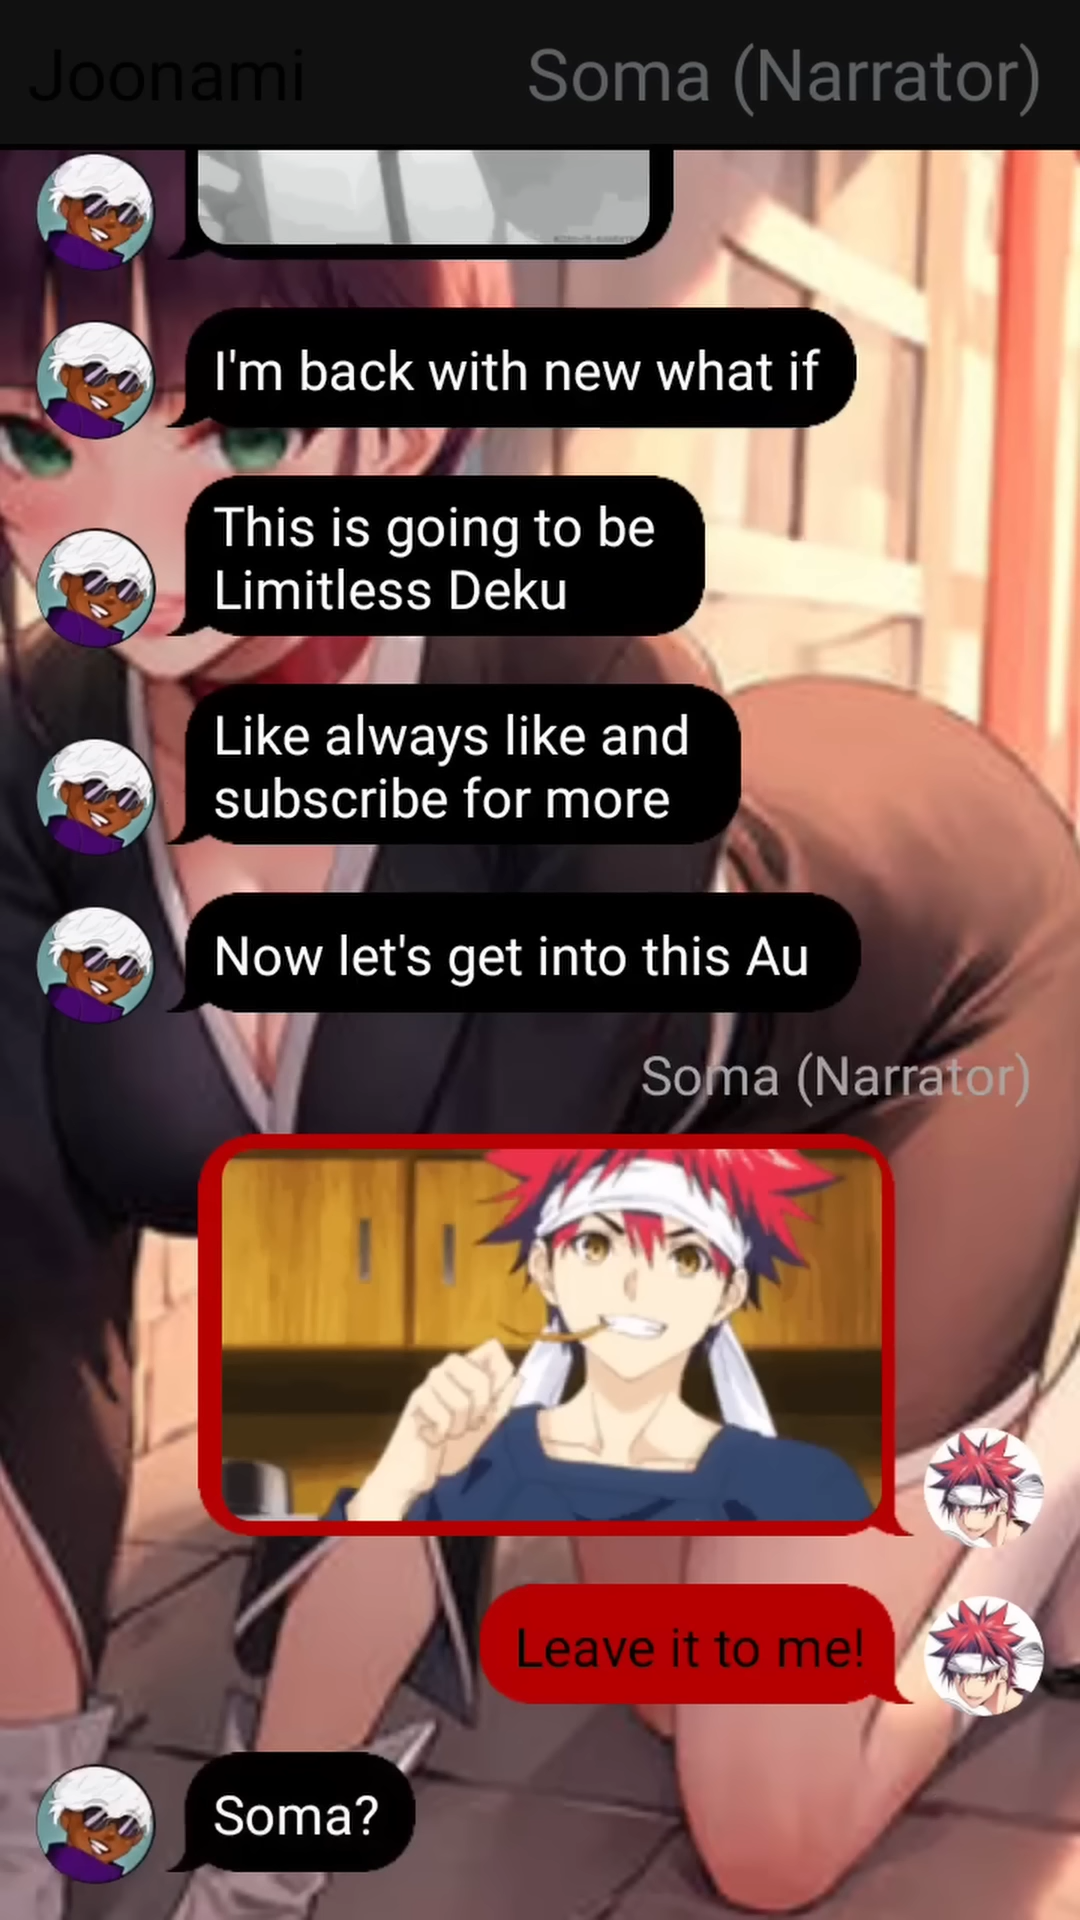 Joonami
Soma (Narrator)
I'm back with new what if
This is going to be
Limitless Deku
Like always like and
subscribe for more
Now let's get into this Au
Soma (Narrator)
Leave it to me!
Soma?